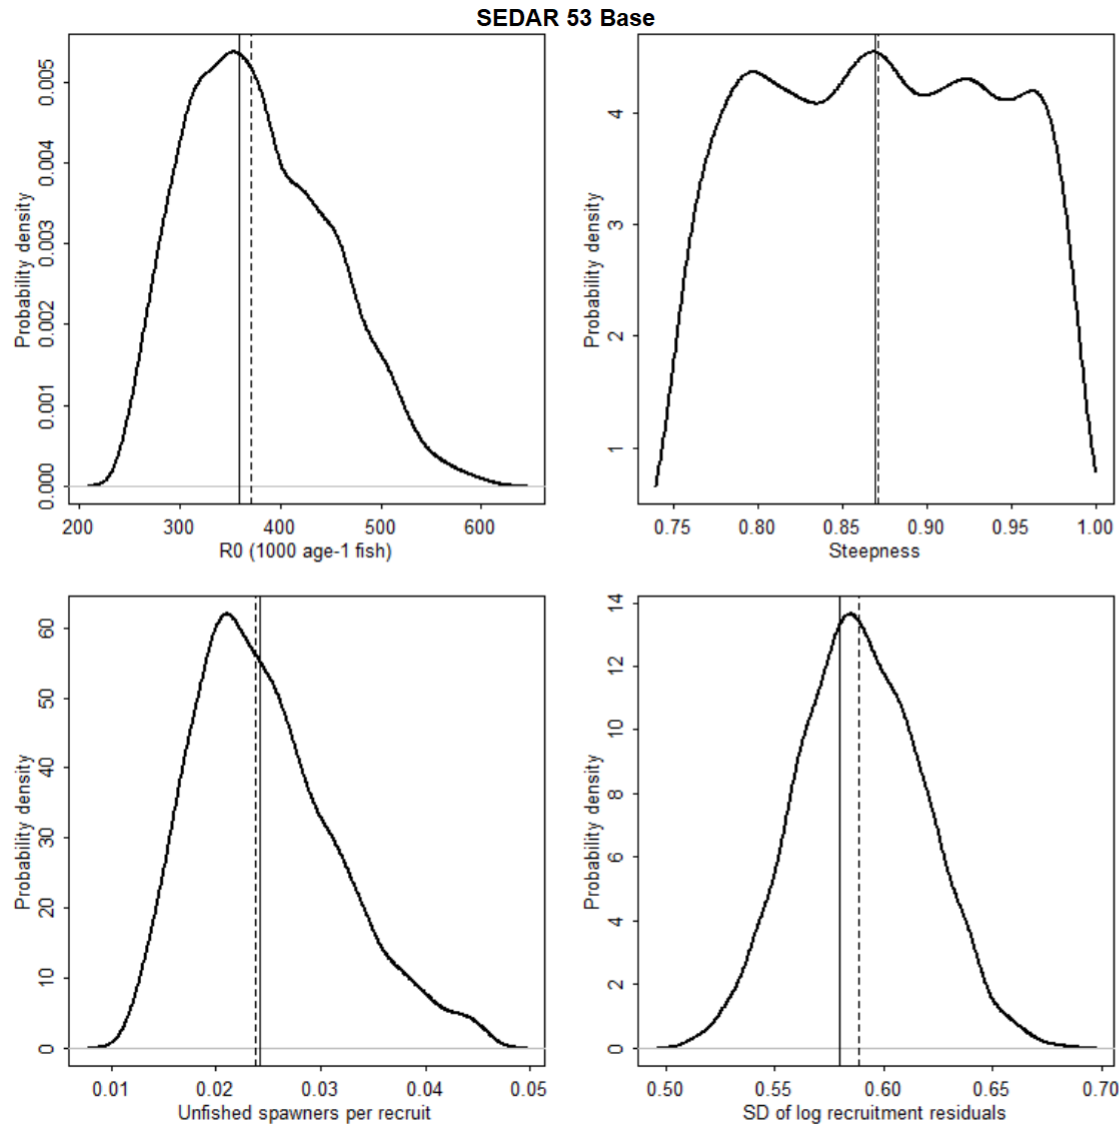 SEDAR 53 Base
Probability density
0.005
0.004
0.003
0.002
0.001
0.000
200 300 400 500 600
R0 (1000 age-1 fish)
Probability density
4
3
2
1
0.75 0.80 0.85 0.90 0.95 1.00
Steepness
Probability density
60
50
40
30
20
10
0
0.01 0.02 0.03 0.04 0.05
Unfished spawners per recruit
Probability density
14
12
10
8
6
4
2
0
0.50 0.55 0.60 0.65 0.70
SD of log recruitment residuals